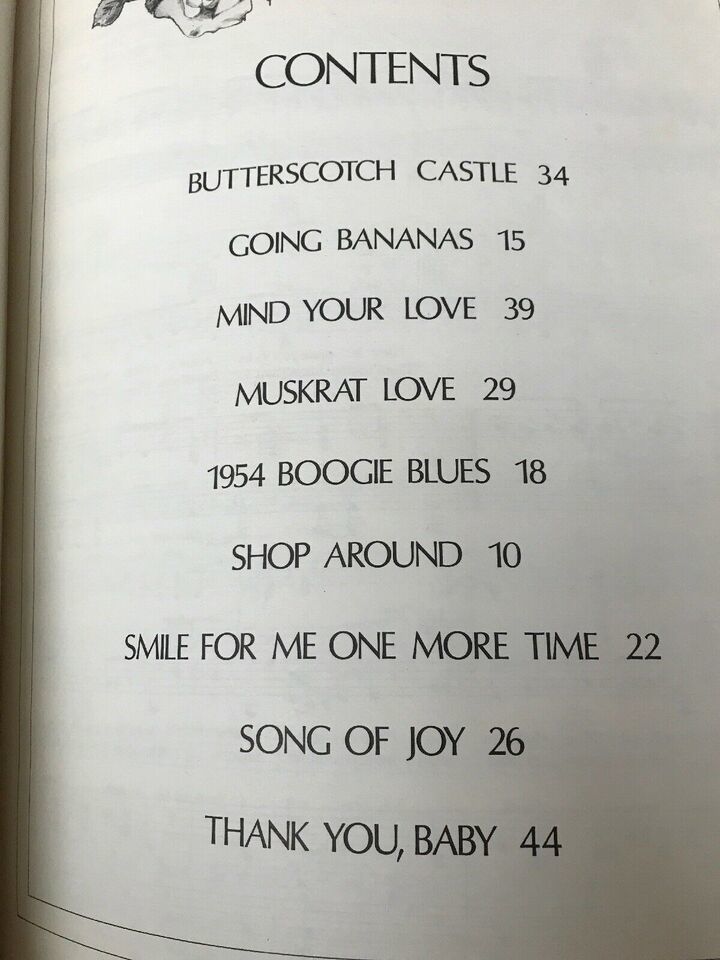 CONTENTS
BUTTERSCOTCH CASTLE 34
GOING BANANAS 15
MIND YOUR LOVE 39
MUSKRAT LOVE 29
1954 BOOGIE BLUES 18
SHOP AROUND 10
SMILE FOR ME ONE MORE TIME 22
SONG OF JOY 26
THANK YOU, BABY 44